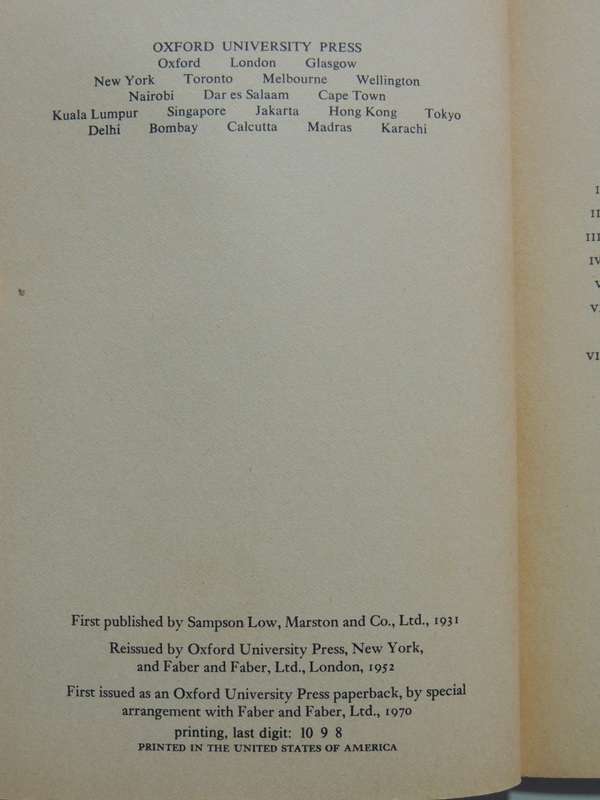 OXFORD UNIVERSITY PRESS
Oxford London Glasgow
New York Toronto Melbourne Wellington
Nairobi Dar es Salaam Cape Town
Kuala Lumpur Singapore Jakarta Hong Kong Tokyo
Delhi Bombay Calcutta Madras Karachi
First published by Sampson Low, Marston and Co., Ltd., 1931
Reissued by Oxford University Press, New York,
and Faber and Faber, Ltd., London, 1952
First issued as an Oxford University Press paperback, by special
arrangement with Faber and Faber, Ltd., 1970
printing, last digit: 10 9 8
PRINTED IN THE UNITED STATES OF AMERICA
I
II
III
IV
V